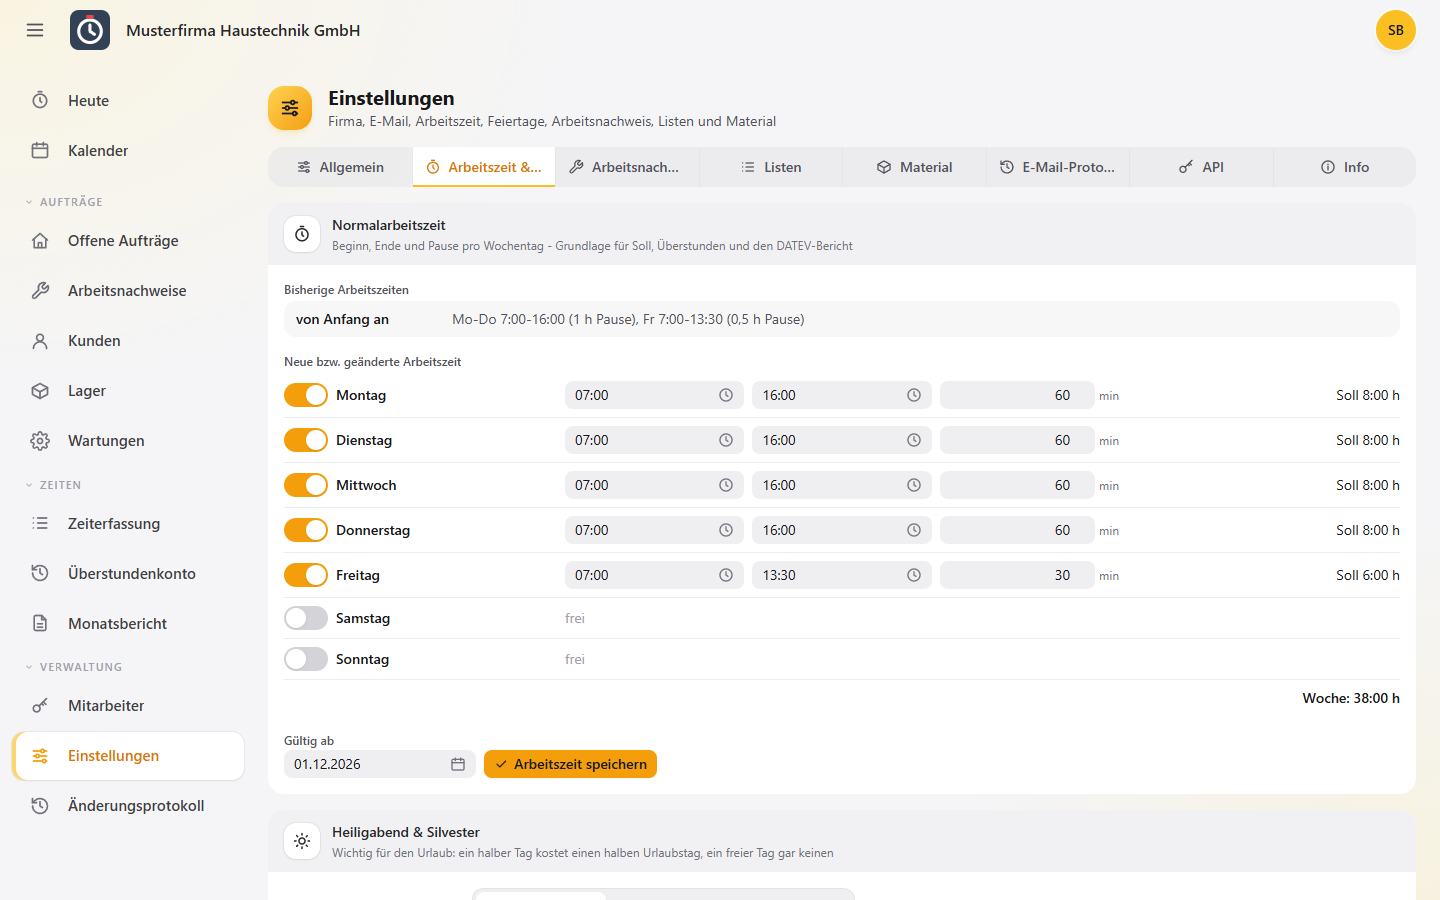 Musterfirma Haustechnik GmbH
SB
Heute
Kalender
AUFTRÄGE
Offene Aufträge
Arbeitsnachweise
Kunden
Lager
Wartungen
ZEITEN
Zeiterfassung
Überstundenkonto
Monatsbericht
VERWALTUNG
Mitarbeiter
Einstellungen
Änderungsprotokoll
Einstellungen
Firma, E-Mail, Arbeitszeit, Feiertage, Arbeitsnachweis, Listen und Material
Allgemein Arbeitszeit &... Arbeitsnach... Listen Material E-Mail-Proto... API Info
Normalarbeitszeit
Beginn, Ende und Pause pro Wochentag - Grundlage für Soll, Überstunden und den DATEV-Bericht
Bisherige Arbeitszeiten
von Anfang an Mo-Do 7:00-16:00 (1 h Pause), Fr 7:00-13:30 (0,5 h Pause)
Neue bzw. geänderte Arbeitszeit
Montag 07:00 16:00 60 min Soll 8:00 h
Dienstag 07:00 16:00 60 min Soll 8:00 h
Mittwoch 07:00 16:00 60 min Soll 8:00 h
Donnerstag 07:00 16:00 60 min Soll 8:00 h
Freitag 07:00 13:30 30 min Soll 6:00 h
Samstag frei
Sonntag frei
Woche: 38:00 h
Gültig ab
01.12.2026 Arbeitszeit speichern
Heiligabend & Silvester
Wichtig für den Urlaub: ein halber Tag kostet einen halben Urlaubstag, ein freier Tag gar keinen